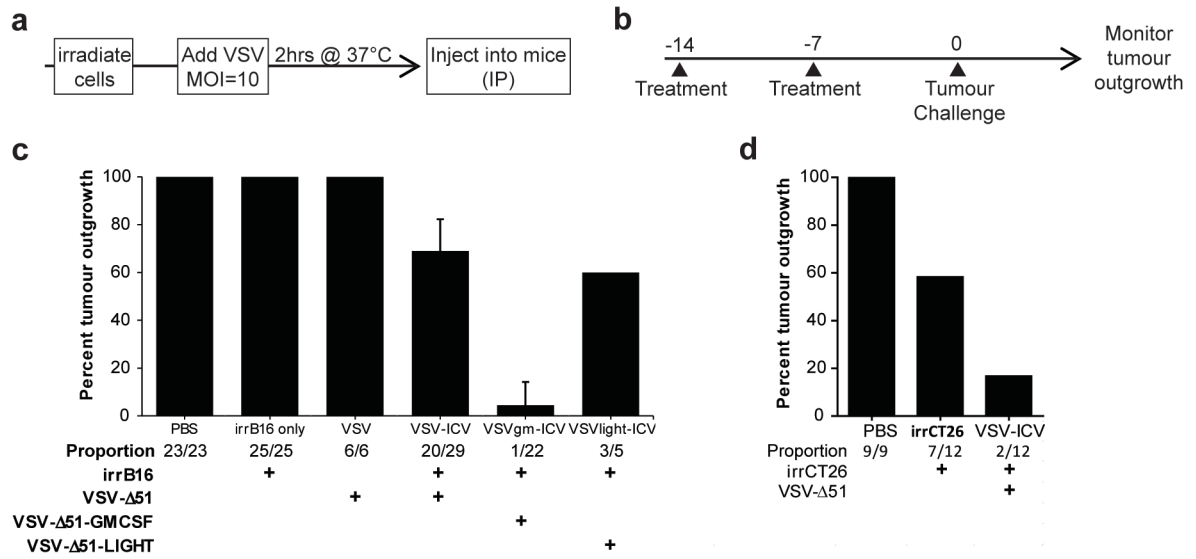 a
irradiate
cells
Add VSV
MOI=10
2hrs @ 37°C
Inject into mice
(IP)
b
-14
-7
0
Treatment
Treatment
Tumour
Challenge
Monitor
tumour
outgrowth
c
Percent tumour outgrowth
100
80
60
40
20
0
PBS irrB16 only VSV VSV-ICV VSVgm-ICV VSVlight-ICV
Proportion 23/23 25/25 6/6 20/29 1/22 3/5
irrB16 + + + +
VSV-Δ51 + +
VSV-Δ51-GMCSF +
VSV-Δ51-LIGHT +
d
Percent tumour outgrowth
100
80
60
40
20
0
PBS irrCT26 VSV-ICV
Proportion 9/9 7/12 2/12
irrCT26 + +
VSV-Δ51 +